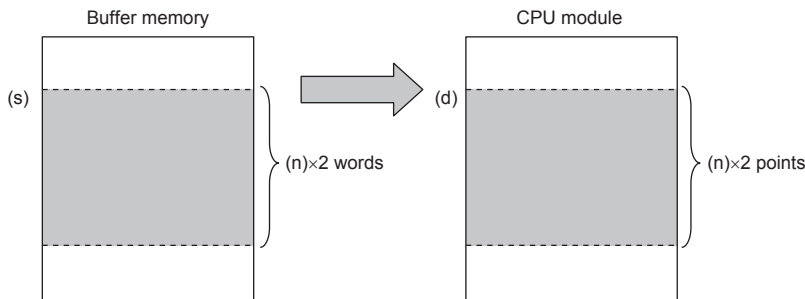 Buffer memory
CPU module
(s)
(d)
(n)×2 words
(n)×2 points